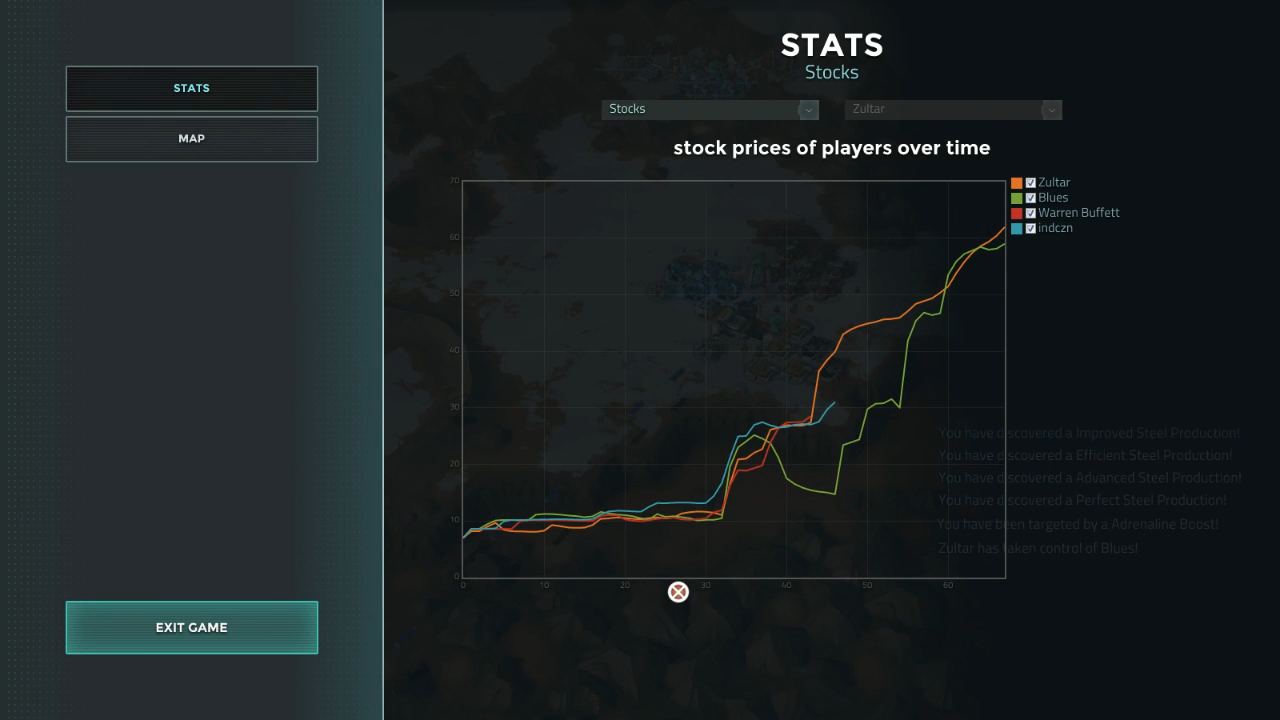 STATS
MAP
EXIT GAME
STATS
Stocks
Stocks
Zultar
stock prices of players over time
Zultar
Blues
Warren Buffett
indczn
70
60
50
40
30
20
10
0
0 10 20 30 40 50 60
You have discovered a Improved Steel Production!
You have discovered a Efficient Steel Production!
You have discovered a Advanced Steel Production!
You have discovered a Perfect Steel Production!
You have been targeted by a Adrenaline Boost!
Zultar has taken control of Blues!